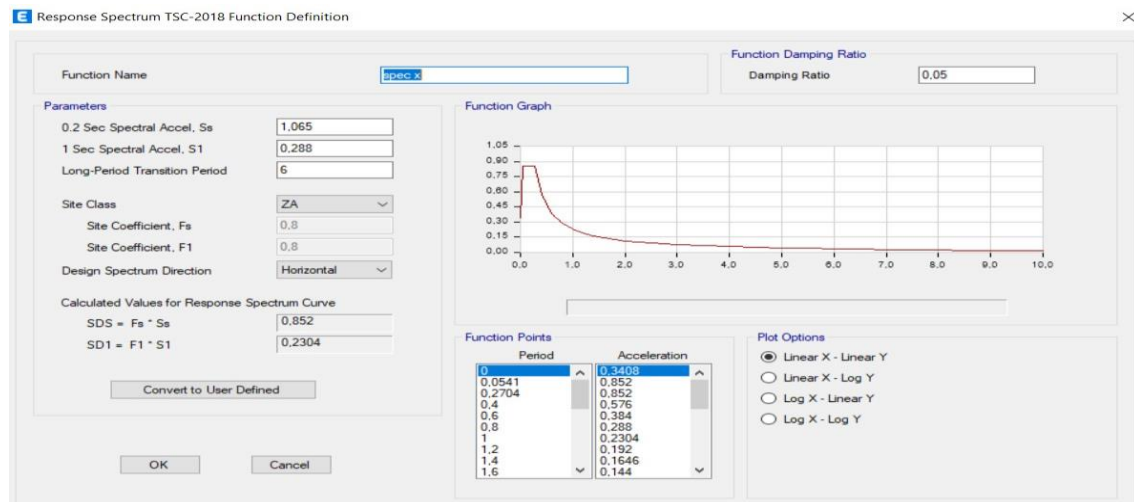 E Response Spectrum TSC-2018 Function Definition
Function Name
spec x
Function Damping Ratio
Damping Ratio
0,05
Parameters
0.2 Sec Spectral Accel, Ss
1,065
1 Sec Spectral Accel, S1
0,288
Long-Period Transition Period
6
Site Class
ZA
Site Coefficient, Fs
0,8
Site Coefficient, F1
0,8
Design Spectrum Direction
Horizontal
Calculated Values for Response Spectrum Curve
SDS = Fs * Ss
0,852
SD1 = F1 * S1
0,2304
Convert to User Defined
OK
Cancel
Function Graph
1,05
0,90
0,75
0,60
0,45
0,30
0,15
0,00
0,0 1,0 2,0 3,0 4,0 5,0 6,0 7,0 8,0 9,0 10,0
Function Points
Period Acceleration
0 0,3408
0,0541 0,852
0,2704 0,852
0,4 0,576
0,6 0,384
0,8 0,288
1 0,2304
1,2 0,192
1,4 0,1646
1,6 0,144
Plot Options
Linear X - Linear Y
Linear X - Log Y
Log X - Linear Y
Log X - Log Y